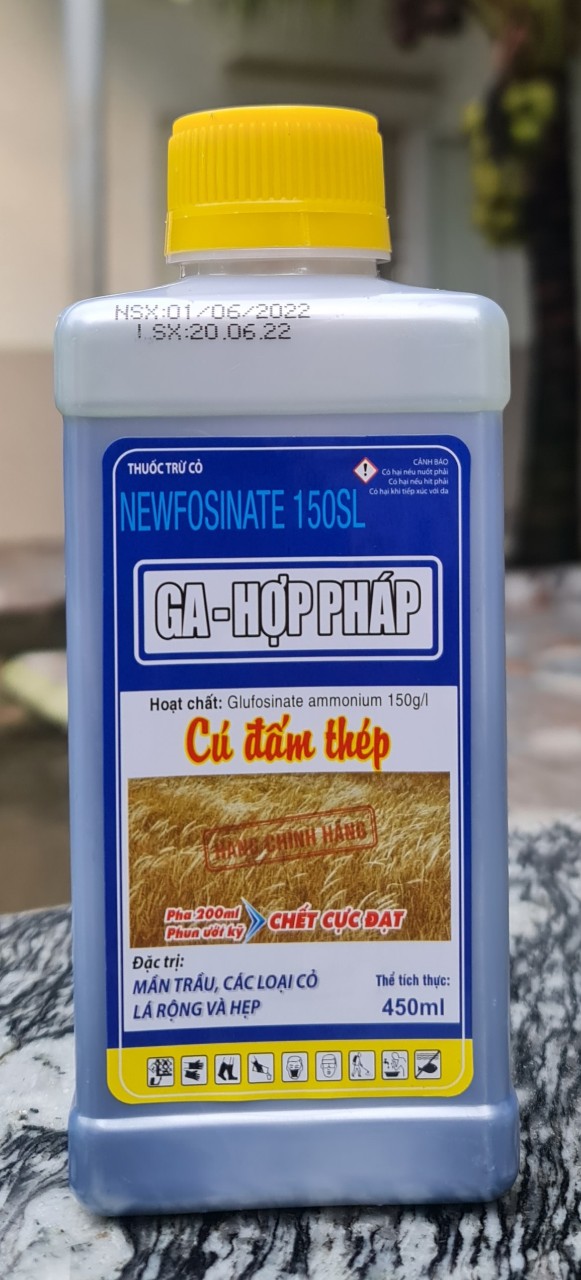 NSX:01/06/2022
LSX:20.06.22
THUỐC TRỪ CỎ
CẢNH BÁO
Có hại nếu nuốt phải
Có hại nếu hít phải
Có hại khi tiếp xúc với da
NEWFOSINATE 150SL
GA-HỢP PHÁP
Hoạt chất: Glufosinate ammonium 150g/l
Cú đấm thép
HÀNG CHÍNH HÃNG
Pha 200ml
Phun ướt kỹ
CHẾT CỰC ĐẠT
Đặc trị:
MẦN TRẦU, CÁC LOẠI CỎ
LÁ RỘNG VÀ HẸP
Thể tích thực:
450ml